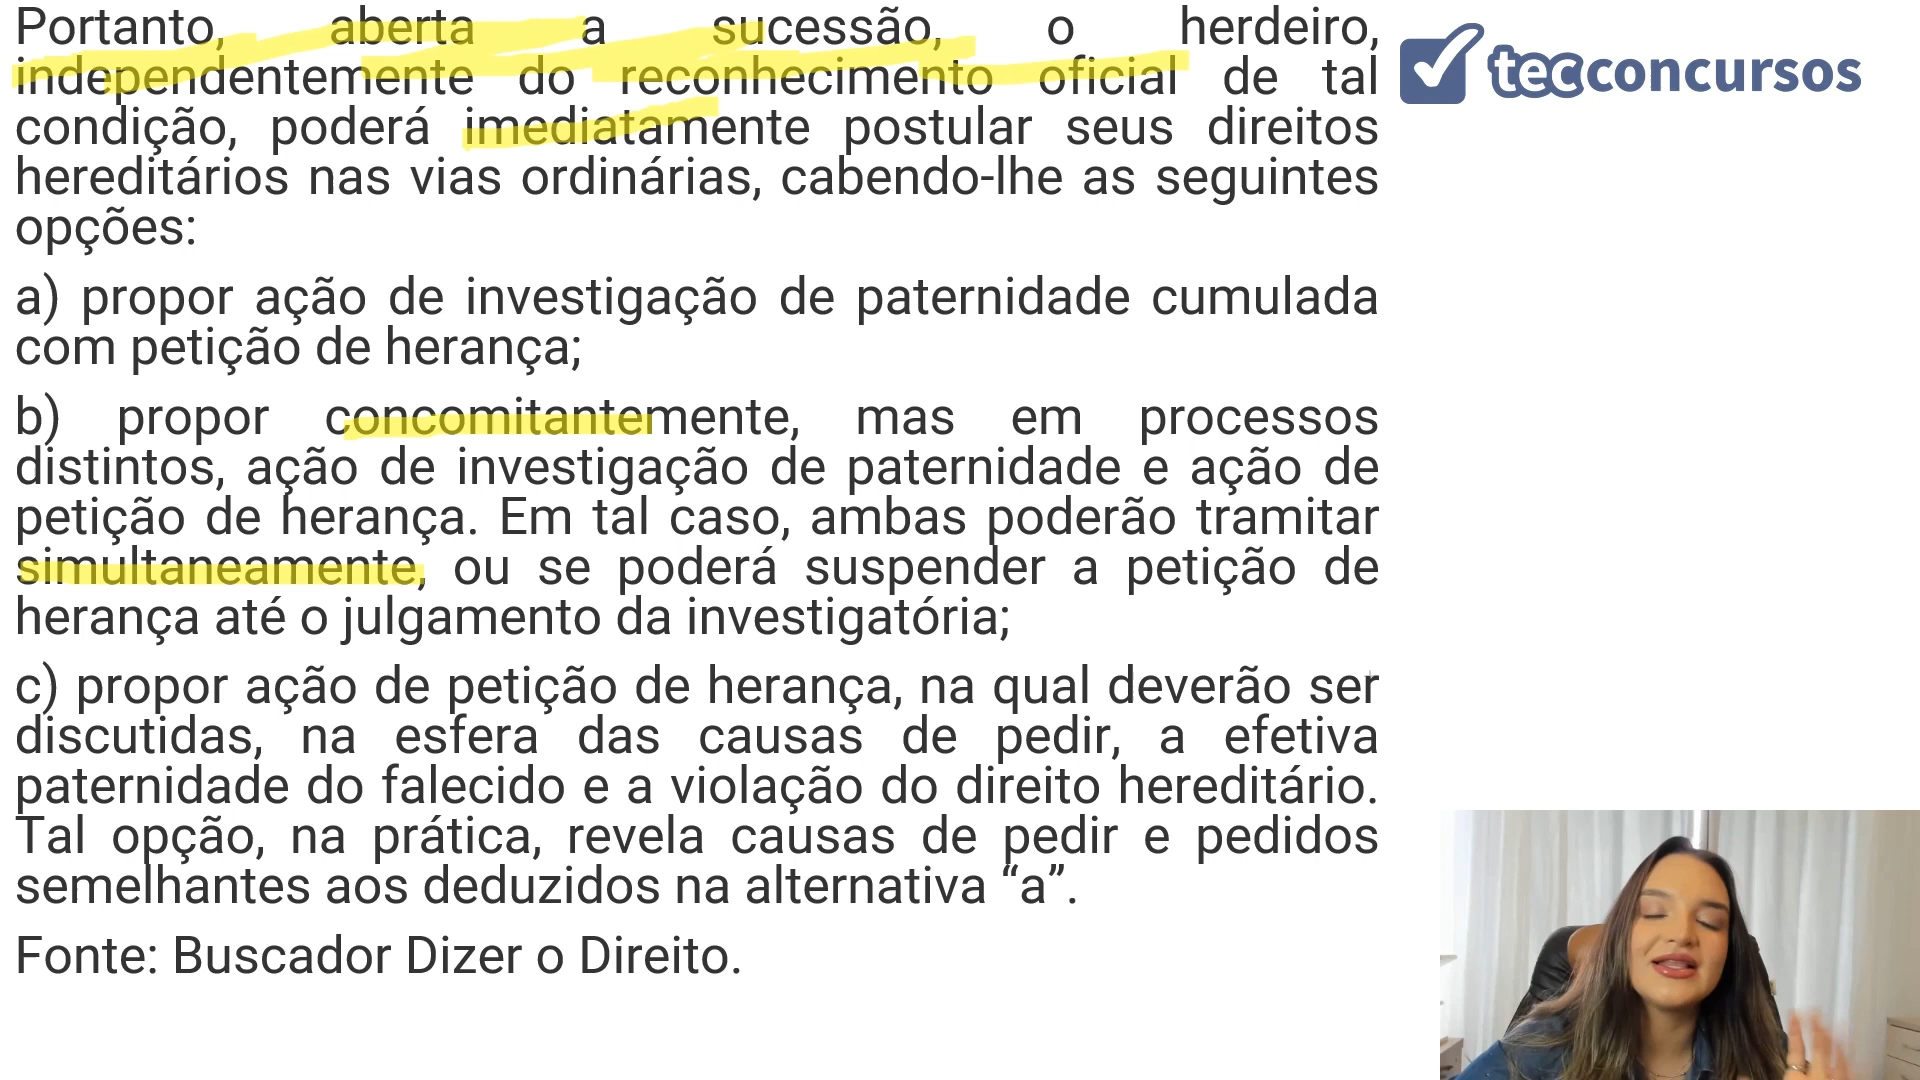 Portanto, aberta a sucessão, o herdeiro,
independentemente do reconhecimento oficial de tal
condição, poderá imediatamente postular seus direitos
hereditários nas vias ordinárias, cabendo-lhe as seguintes
opções:
a) propor ação de investigação de paternidade cumulada
com petição de herança;
b) propor concomitantemente, mas em processos
distintos, ação de investigação de paternidade e ação de
petição de herança. Em tal caso, ambas poderão tramitar
simultaneamente, ou se poderá suspender a petição de
herança até o julgamento da investigatória;
c) propor ação de petição de herança, na qual deverão ser
discutidas, na esfera das causas de pedir, a efetiva
paternidade do falecido e a violação do direito hereditário.
Tal opção, na prática, revela causas de pedir e pedidos
semelhantes aos deduzidos na alternativa “a”.
Fonte: Buscador Dizer o Direito.
tecconcursos